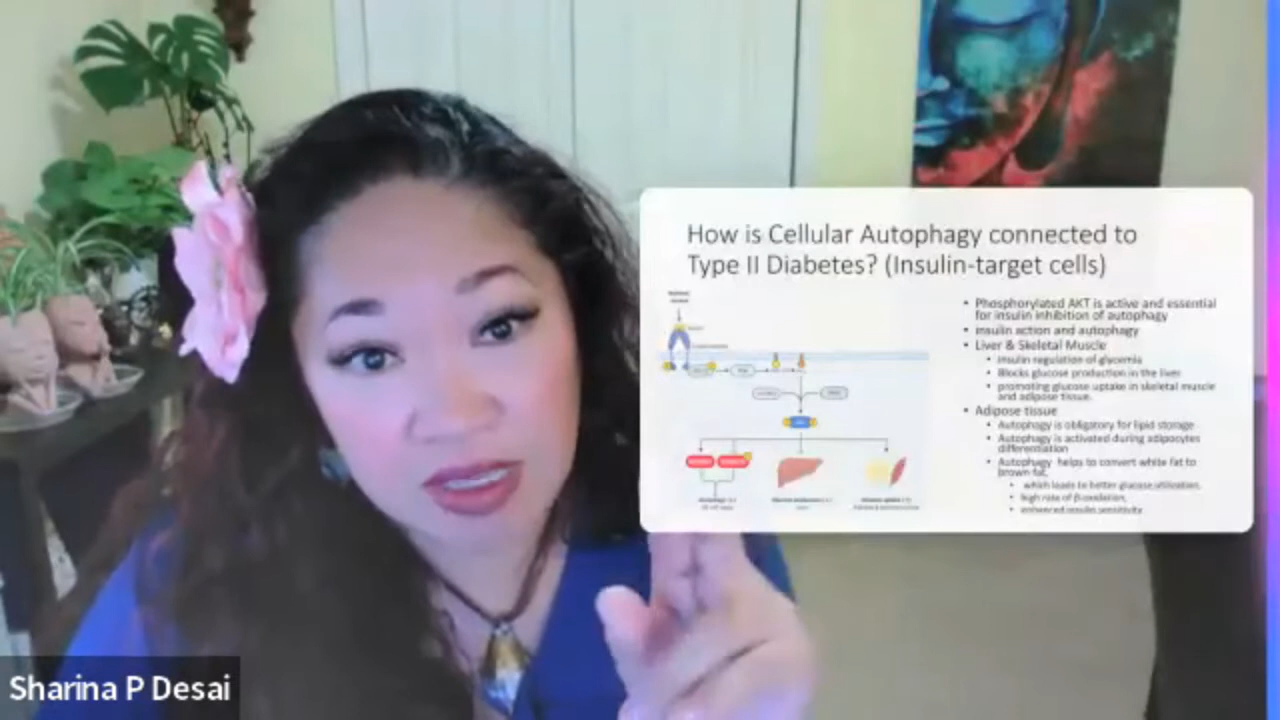 How is Cellular Autophagy connected to
Type II Diabetes? (Insulin-target cells)
• Phosphorylated AKT is active and essential
for insulin inhibition of autophagy
• insulin action and autophagy
• Liver & Skeletal Muscle
• insulin regulation of glycemia
• Blocks glucose production in the liver
• promoting glucose uptake in skeletal muscle
and adipose tissue.
• Adipose tissue
• Autophagy is obligatory for lipid storage
• Autophagy is activated during adipocytes
differentiation
• Autophagy helps to convert white fat to
brown fat,
• which leads to better glucose utilization,
• high rate of β-oxidation,
• enhanced insulin sensitivity
Sharina P Desai